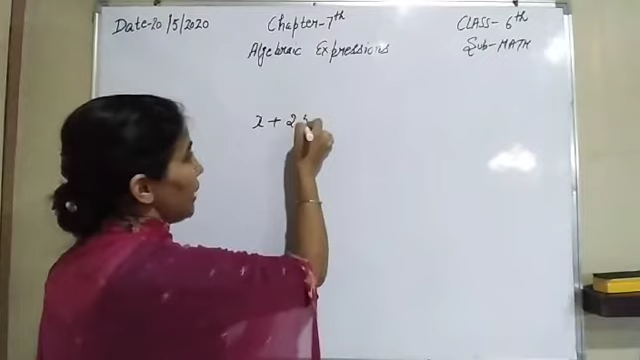 Date-20/5/2020
Chapter-7th
CLASS- 6th
Algebraic Expressions
Sub-MATH
x + 2